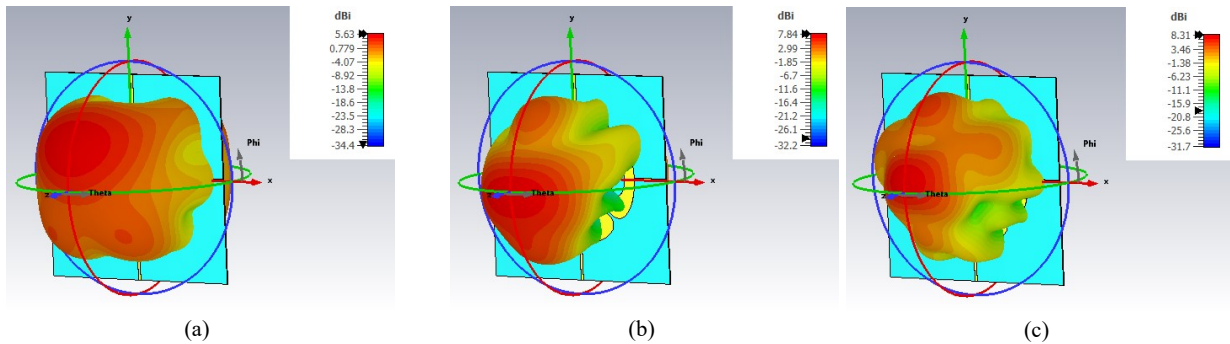 dBi
5.63
0.779
-4.07
-8.92
-13.8
-18.6
-23.5
-28.3
-34.4
y
Phi
Theta
x
z
(a)
dBi
7.84
2.99
-1.85
-6.7
-11.5
-16.4
-21.2
-26.1
-32.2
y
Phi
Theta
x
z
(b)
dBi
8.31
3.46
-1.38
-6.23
-11.1
-15.9
-20.8
-25.6
-31.7
y
Phi
Theta
x
z
(c)